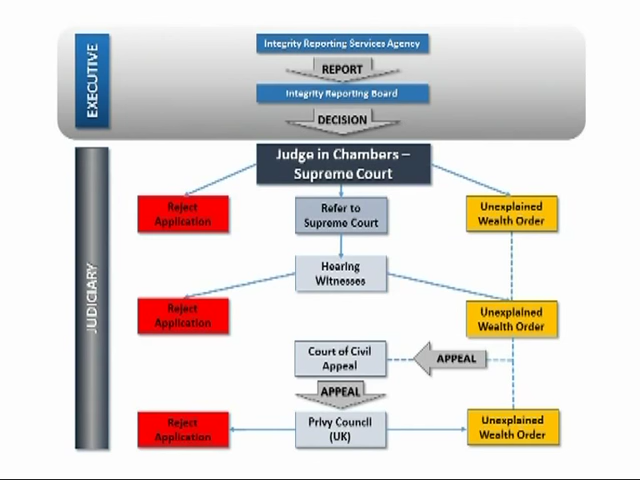 EXECUTIVE
Integrity Reporting Services Agency
REPORT
Integrity Reporting Board
DECISION
JUDICIARY
Judge in Chambers –
Supreme Court
Reject
Application
Refer to
Supreme Court
Unexplained
Wealth Order
Hearing
Witnesses
Reject
Application
Unexplained
Wealth Order
Court of Civil
Appeal
APPEAL
APPEAL
Reject
Application
Privy Council
(UK)
Unexplained
Wealth Order